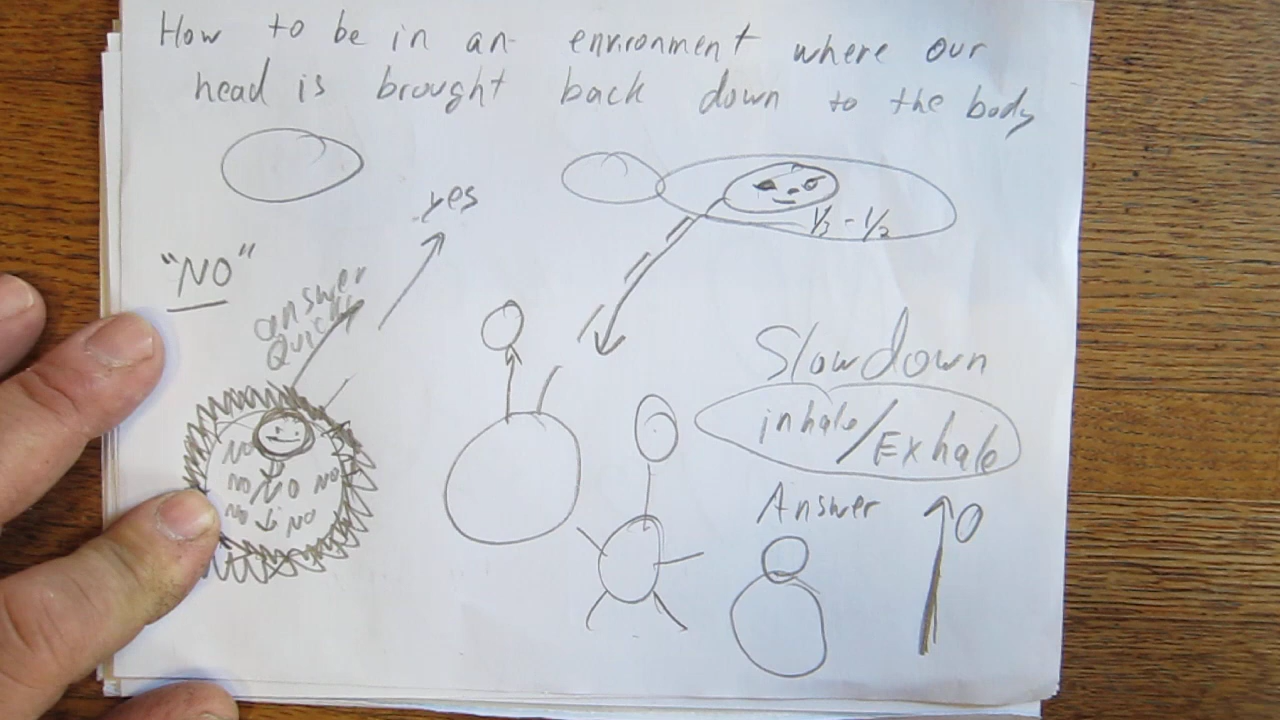 How to be in an environment where our
head is brought back down to the body
yes
1/3 - 1/2
"NO"
answer
Quick
Slowdown
inhale/Exhale
NO
NO NO NO
NO NO
Answer